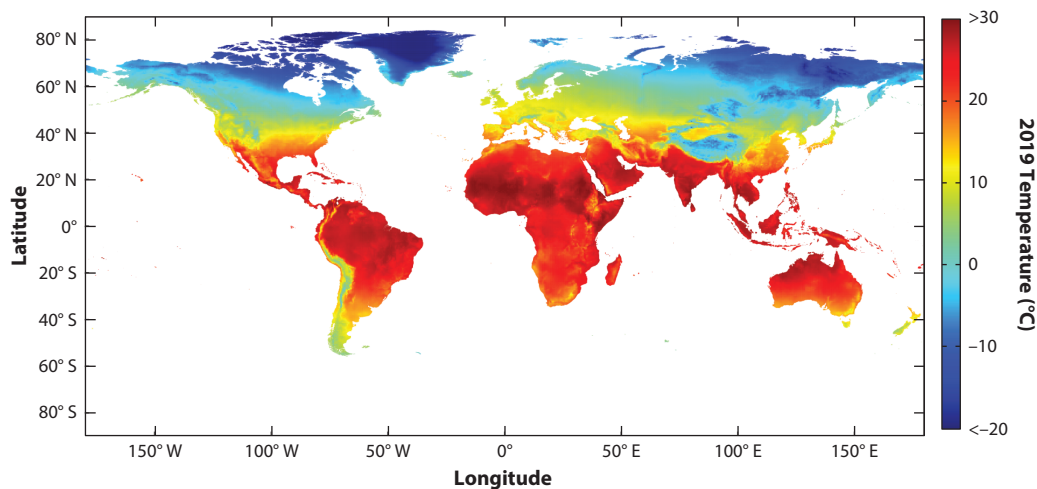 80° N
60° N
40° N
20° N
0°
20° S
40° S
60° S
80° S
Latitude
150° W
100° W
50° W
0°
50° E
100° E
150° E
Longitude
>30
20
10
0
–10
<–20
2019 Temperature (°C)